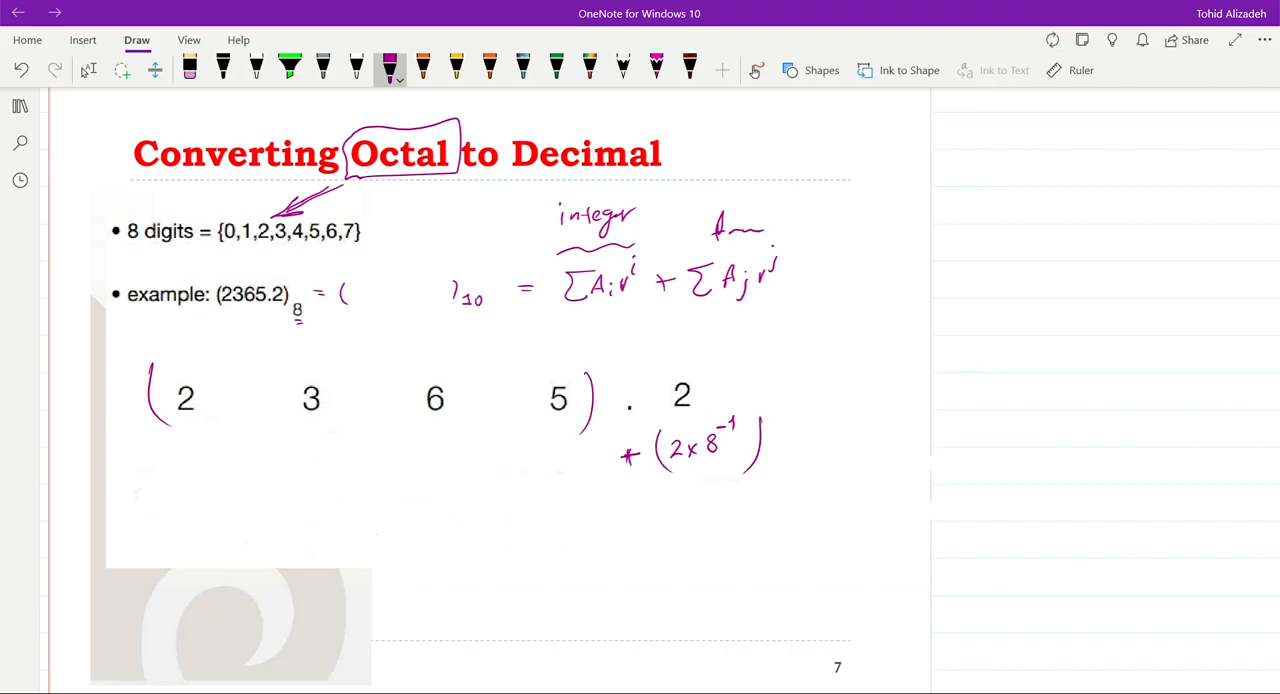 OneNote for Windows 10
Tohid Alizadeh
Home Insert Draw View Help
Share
Shapes Ink to Shape Ink to Text Ruler
Converting Octal to Decimal
integer
• 8 digits = {0,1,2,3,4,5,6,7}
• example: (2365.2)8 = ( )10 = ∑Aᵢrⁱ + ∑Aⱼrʲ
(2 3 6 5) . 2
+ (2×8⁻¹)
7